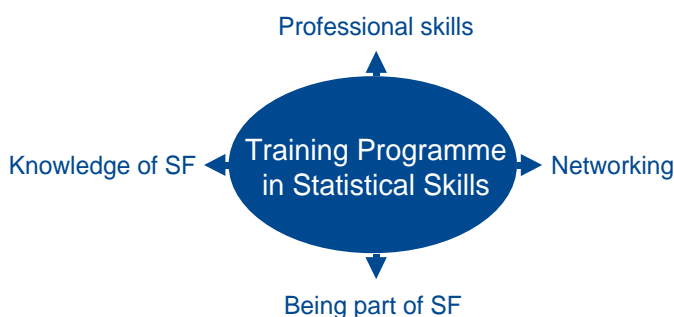 Professional skills
Knowledge of SF
Training Programme
in Statistical Skills
Networking
Being part of SF